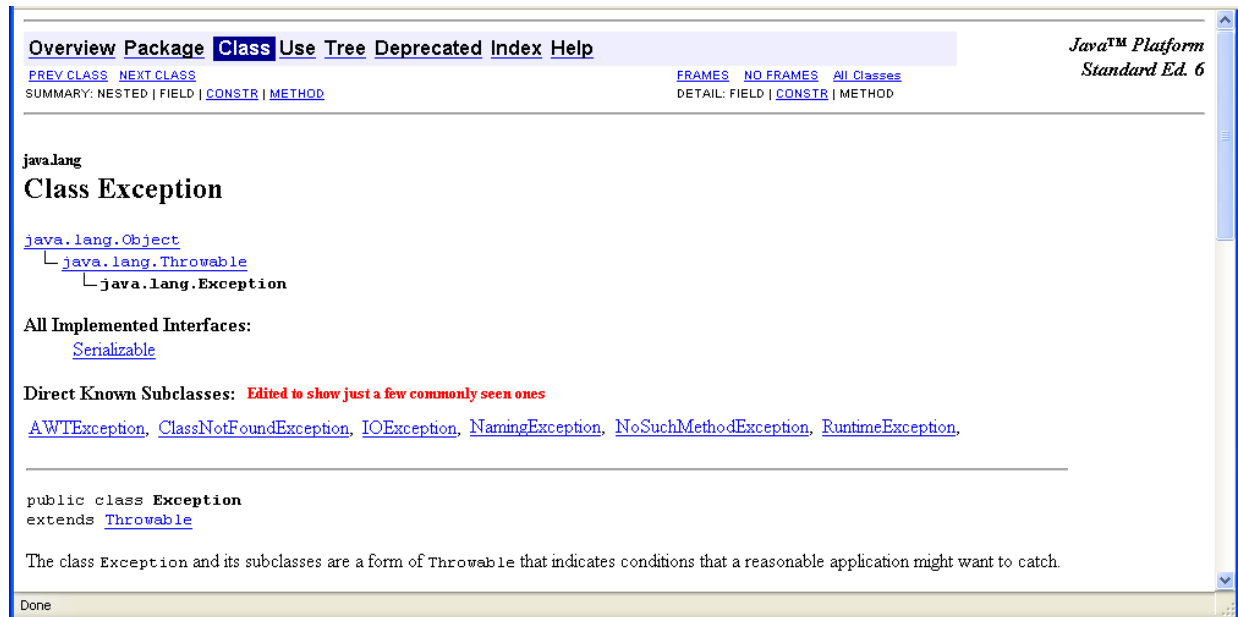 Overview Package Class Use Tree Deprecated Index Help
Java™ Platform
Standard Ed. 6
PREV CLASS NEXT CLASS
FRAMES NO FRAMES All Classes
SUMMARY: NESTED | FIELD | CONSTR | METHOD
DETAIL: FIELD | CONSTR | METHOD
java.lang
Class Exception
java.lang.Object
java.lang.Throwable
java.lang.Exception
All Implemented Interfaces:
Serializable
Direct Known Subclasses: Edited to show just a few commonly seen ones
AWTException, ClassNotFoundException, IOException, NamingException, NoSuchMethodException, RuntimeException,
public class Exception
extends Throwable
The class Exception and its subclasses are a form of Throwable that indicates conditions that a reasonable application might want to catch.
Done